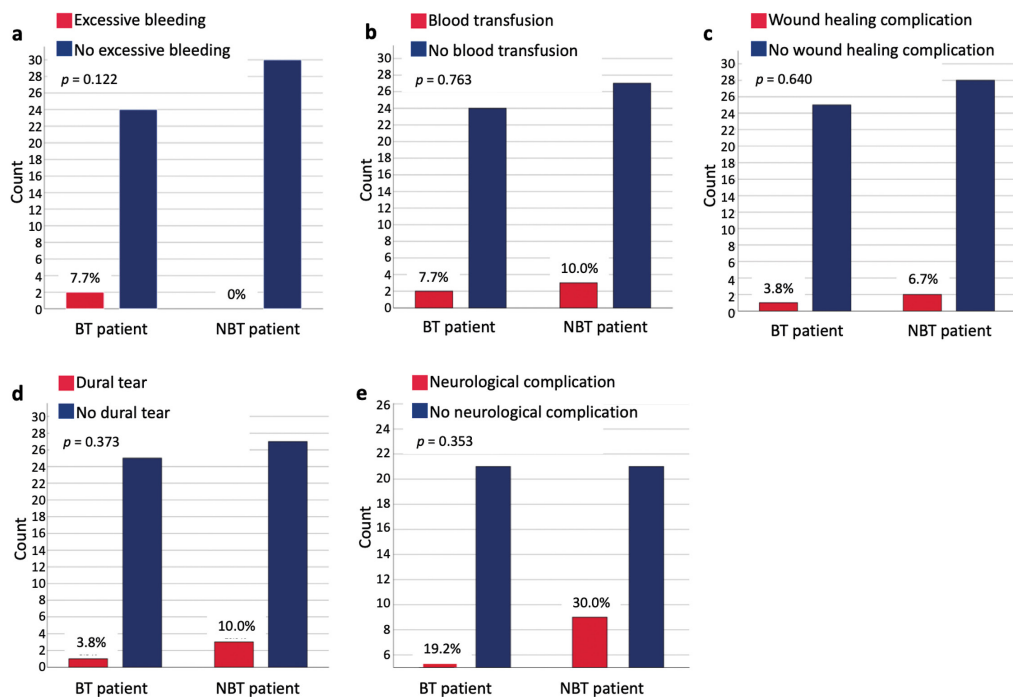 a
Excessive bleeding
No excessive bleeding
p = 0.122
Count
30
28
26
24
22
20
18
16
14
12
10
8
6
4
2
0
7.7%
0%
BT patient
NBT patient
b
Blood transfusion
No blood transfusion
p = 0.763
Count
30
28
26
24
22
20
18
16
14
12
10
8
6
4
2
0
7.7%
10.0%
BT patient
NBT patient
c
Wound healing complication
No wound healing complication
p = 0.640
Count
30
28
26
24
22
20
18
16
14
12
10
8
6
4
2
0
3.8%
6.7%
BT patient
NBT patient
d
Dural tear
No dural tear
p = 0.373
Count
30
28
26
24
22
20
18
16
14
12
10
8
6
4
2
0
3.8%
10.0%
BT patient
NBT patient
e
Neurological complication
No neurological complication
p = 0.353
Count
26
24
22
20
18
16
14
12
10
8
6
19.2%
30.0%
BT patient
NBT patient